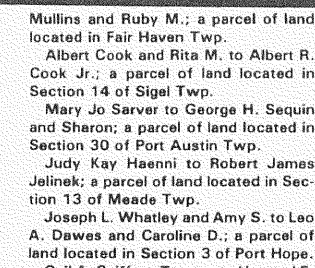 Mullins and Ruby M.; a parcel of land
located in Fair Haven Twp.
Albert Cook and Rita M. to Albert R.
Cook Jr.; a parcel of land located in
Section 14 of Sigel Twp.
Mary Jo Sarver to George H. Sequin
and Sharon; a parcel of land located in
Section 30 of Port Austin Twp.
Judy Kay Haenni to Robert James
Jelinek; a parcel of land located in Sec-
tion 13 of Meade Twp.
Joseph L. Whatley and Amy S. to Leo
A. Dawes and Caroline D.; a parcel of
land located in Section 3 of Port Hope.